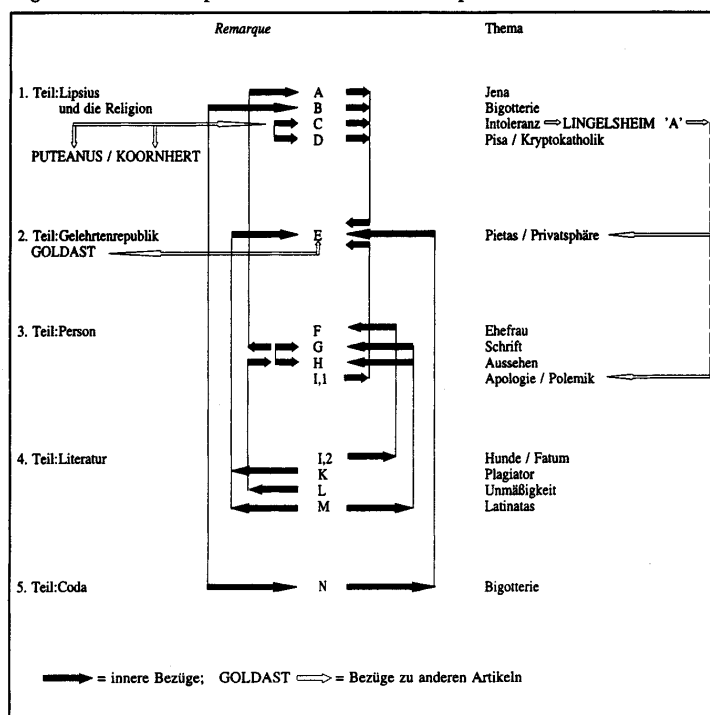 Remarque Thema
1. Teil:Lipsius A Jena
und die Religion B Bigotterie
C Intoleranz LINGELSHEIM 'A'
D Pisa / Kryptokatholik
PUTEANUS / KOORNHERT
2. Teil:Gelehrtenrepublik E Pietas / Privatsphäre
GOLDAST
F Ehefrau
3. Teil:Person G Schrift
H Aussehen
I,1 Apologie / Polemik
4. Teil:Literatur I,2 Hunde / Fatum
K Plagiator
L Unmäßigkeit
M Latinatas
5. Teil:Coda N Bigotterie
= innere Bezüge; GOLDAST = Bezüge zu anderen Artikeln